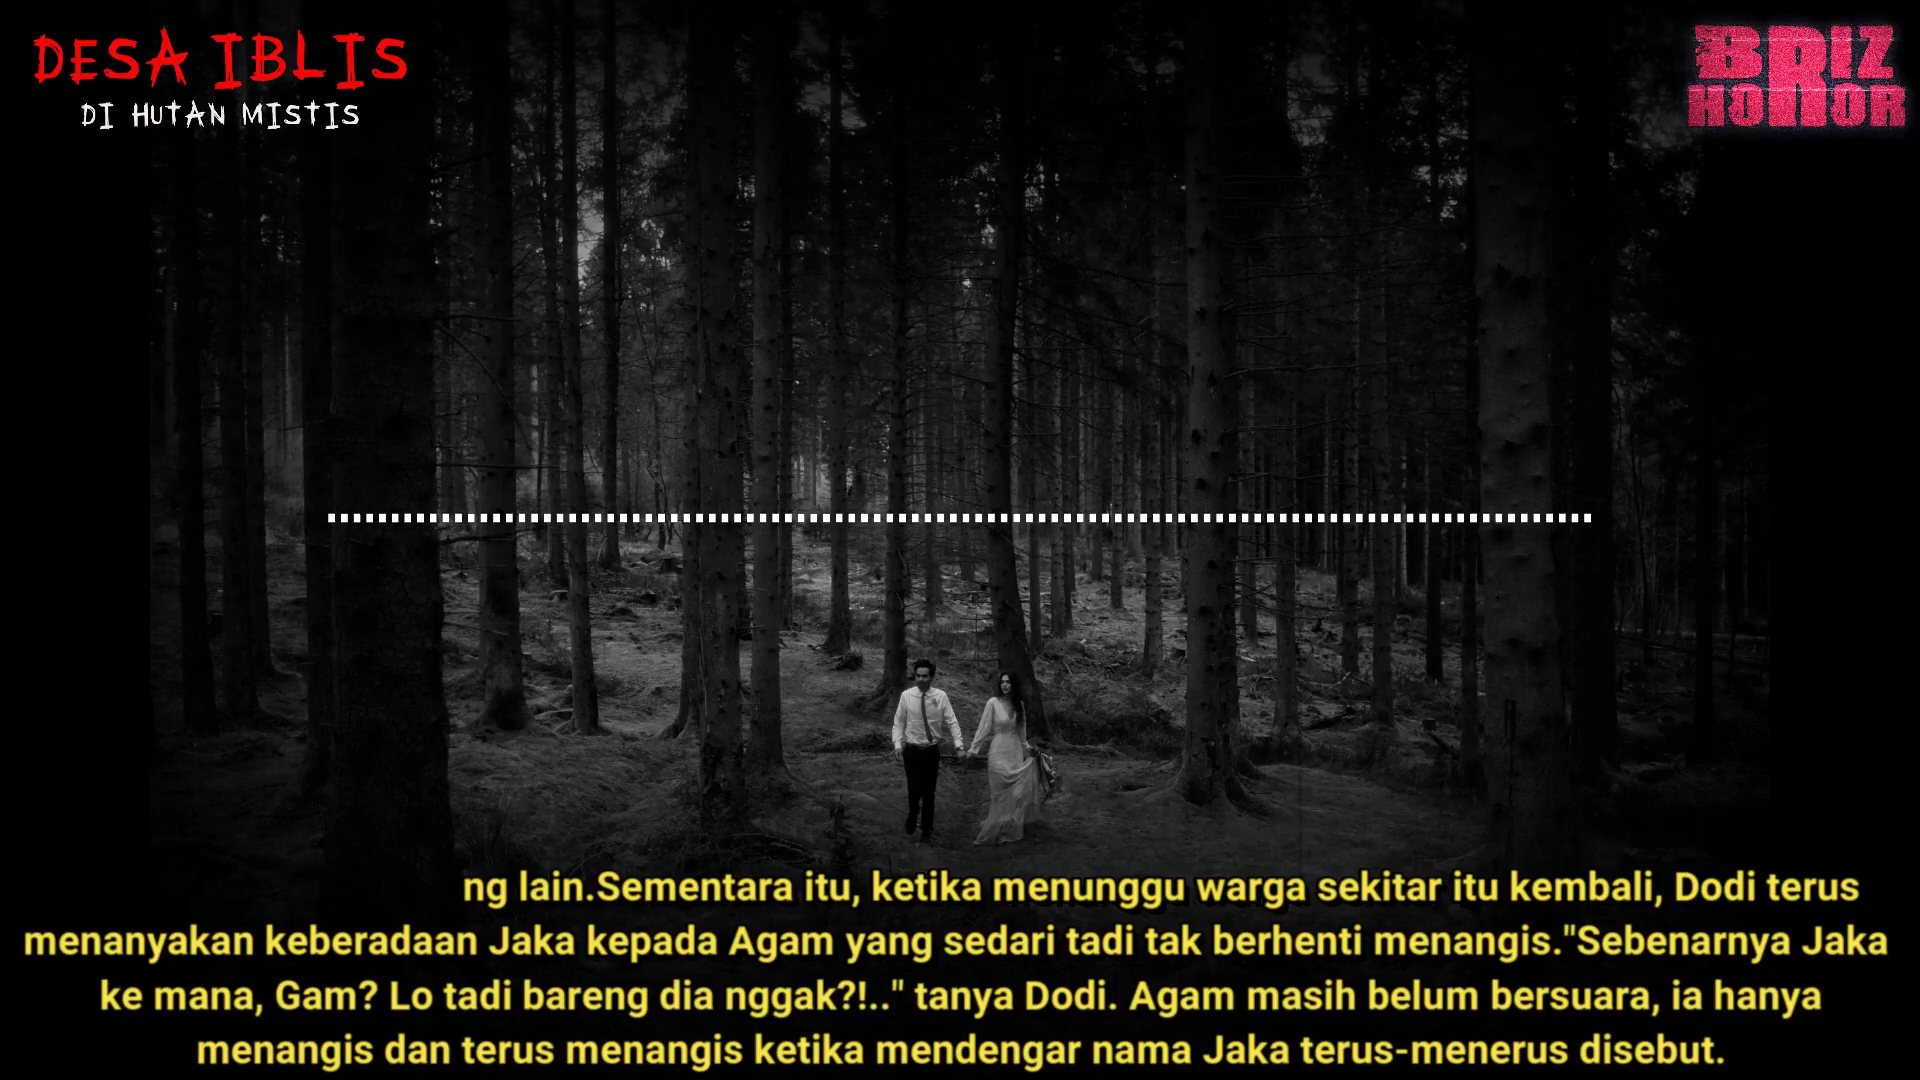 DESA IBLIS
DI HUTAN MISTIS
BRIZ
HORROR
ng lain.Sementara itu, ketika menunggu warga sekitar itu kembali, Dodi terus
menanyakan keberadaan Jaka kepada Agam yang sedari tadi tak berhenti menangis."Sebenarnya Jaka
ke mana, Gam? Lo tadi bareng dia nggak?!.." tanya Dodi. Agam masih belum bersuara, ia hanya
menangis dan terus menangis ketika mendengar nama Jaka terus-menerus disebut.